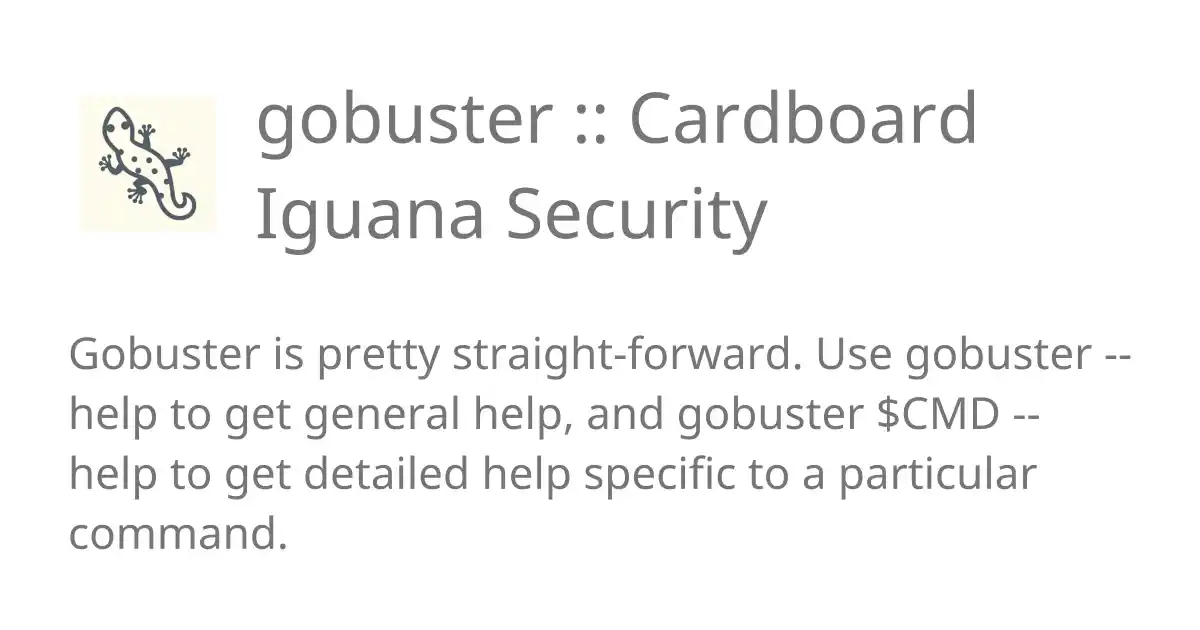 gobuster :: Cardboard
Iguana Security
Gobuster is pretty straight-forward. Use gobuster --
help to get general help, and gobuster $CMD --
help to get detailed help specific to a particular
command.